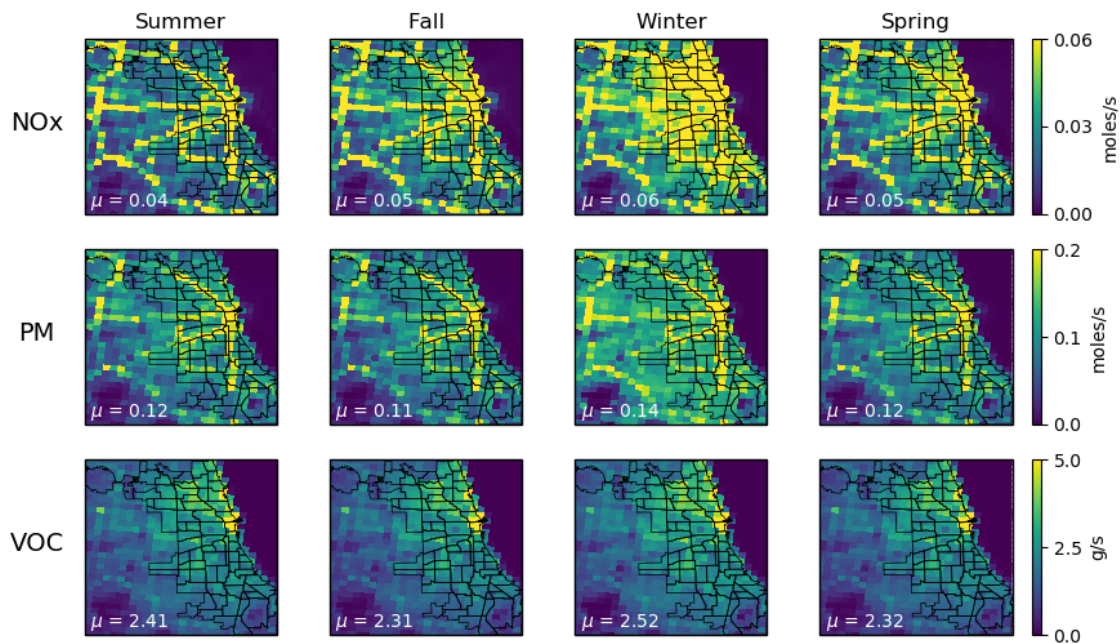 Summer Fall Winter Spring
NOx
μ = 0.04 μ = 0.05 μ = 0.06 μ = 0.05
0.06
0.03
0.00
moles/s
PM
μ = 0.12 μ = 0.11 μ = 0.14 μ = 0.12
0.2
0.1
0.0
moles/s
VOC
μ = 2.41 μ = 2.31 μ = 2.52 μ = 2.32
5.0
2.5
0.0
g/s